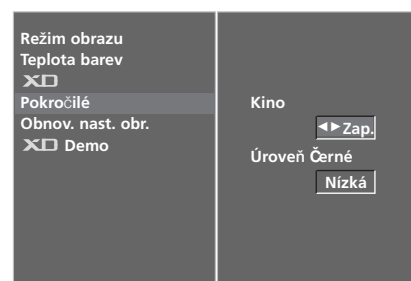 Režim obrazu
Teplota barev
XD
Pokročilé
Obnov. nast. obr.
XD Demo
Kino
◄► Zap.
Úroveň Černé
Nízká